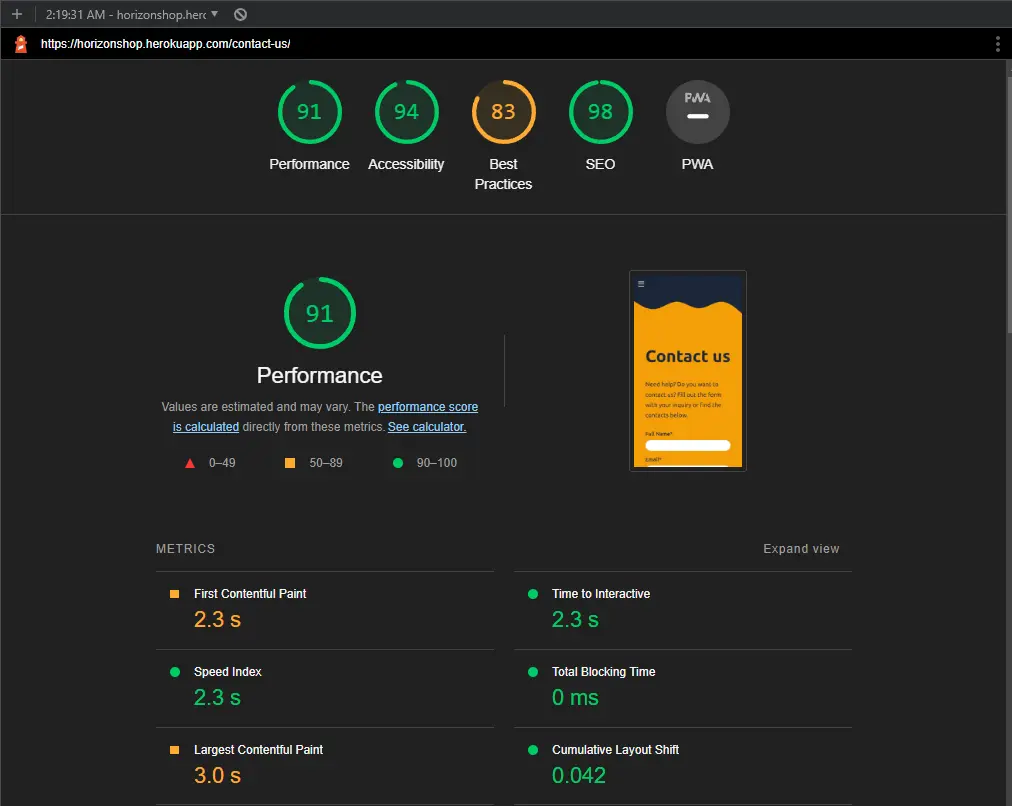 2:19:31 AM - horizonshop.herc
https://horizonshop.herokuapp.com/contact-us/
91
94
83
98
PWA
Performance
Accessibility
Best
Practices
SEO
PWA
91
Performance
Values are estimated and may vary. The performance score
is calculated directly from these metrics. See calculator.
0–49
50–89
90–100
Contact us
Need help? Do you want to
contact us? Fill out the form
with your inquiry or find the
contacts below.
Full Name*
Email*
METRICS
Expand view
First Contentful Paint
2.3 s
Time to Interactive
2.3 s
Speed Index
2.3 s
Total Blocking Time
0 ms
Largest Contentful Paint
3.0 s
Cumulative Layout Shift
0.042